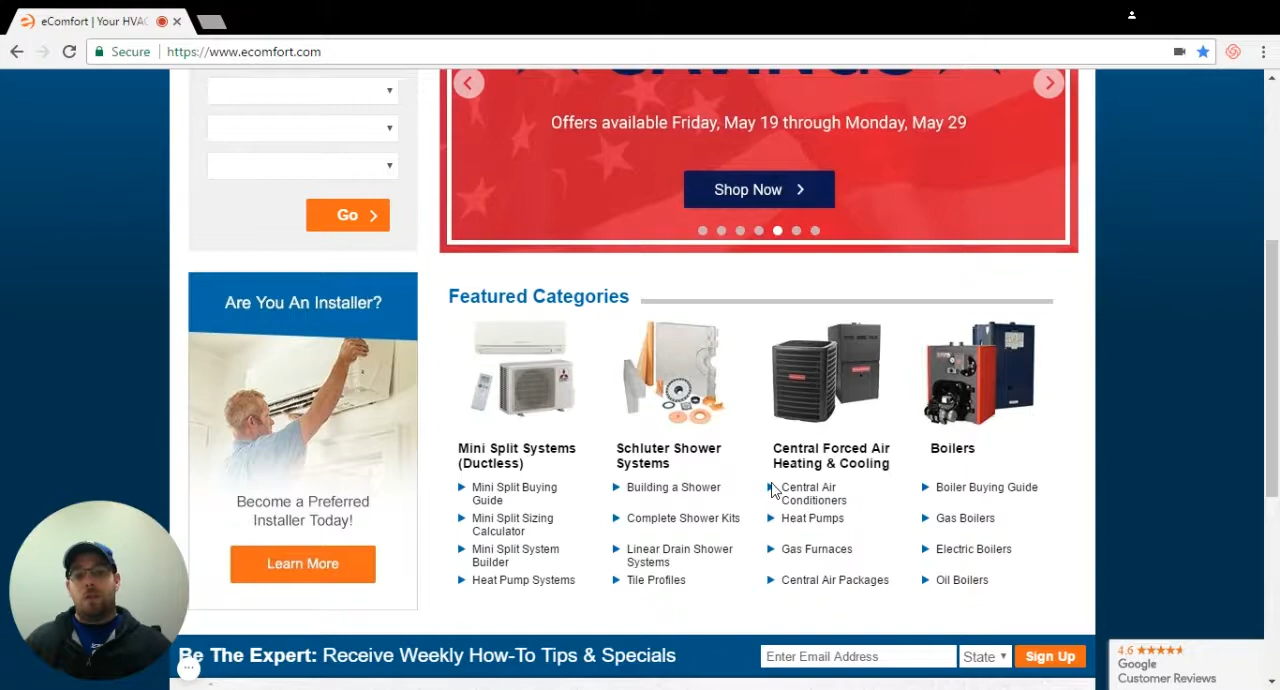 eComfort | Your HVAC
Secure
https://www.ecomfort.com
Offers available Friday, May 19 through Monday, May 29
Shop Now
Go
Are You An Installer?
Become a Preferred
Installer Today!
Learn More
Featured Categories
Mini Split Systems
(Ductless)
Mini Split Buying
Guide
Mini Split Sizing
Calculator
Mini Split System
Builder
Heat Pump Systems
Schluter Shower
Systems
Building a Shower
Complete Shower Kits
Linear Drain Shower
Systems
Tile Profiles
Central Forced Air
Heating & Cooling
Central Air
Conditioners
Heat Pumps
Gas Furnaces
Central Air Packages
Boilers
Boiler Buying Guide
Gas Boilers
Electric Boilers
Oil Boilers
Be The Expert: Receive Weekly How-To Tips & Specials
Enter Email Address
State
Sign Up
4.6
Google
Customer Reviews